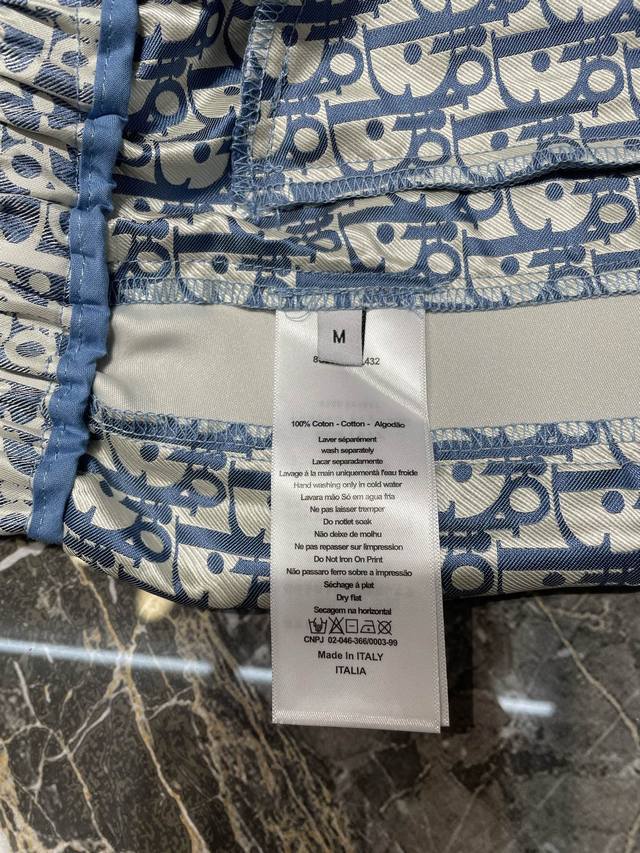 M
432
100% Coton - Cotton - Algodão
Laver séparément
wash separately
Lacar separadamente
Lavage à la main uniquementà l'eau froide
Hand washing only in cold water
Lavara mão Só em agua fria
Ne pas laisser tremper
Do notlet soak
Não deixe de molhu
Ne pas repasser sur limpression
Do Not Iron On Print
Não passaro ferro sobre a impressão
Séchage à plat
Dry flat
Secagem na horizontal
CNPJ 02-046-366/0003-99
Made In ITALY
ITALIA